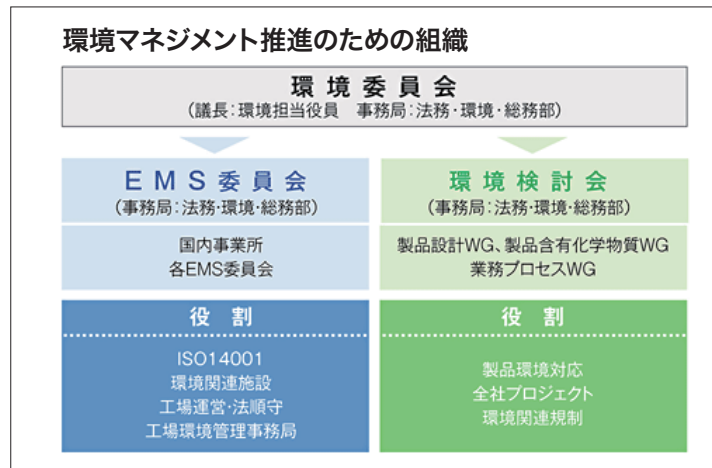 環境マネジメント推進のための組織
環境委員会
（議長：環境担当役員　事務局：法務・環境・総務部）
EMS委員会
（事務局：法務・環境・総務部）
国内事業所
各EMS委員会
役 割
ISO14001
環境関連施設
工場運営・法順守
工場環境管理事務局
環境検討会
（事務局：法務・環境・総務部）
製品設計WG、製品含有化学物質WG
業務プロセスWG
役 割
製品環境対応
全社プロジェクト
環境関連規制